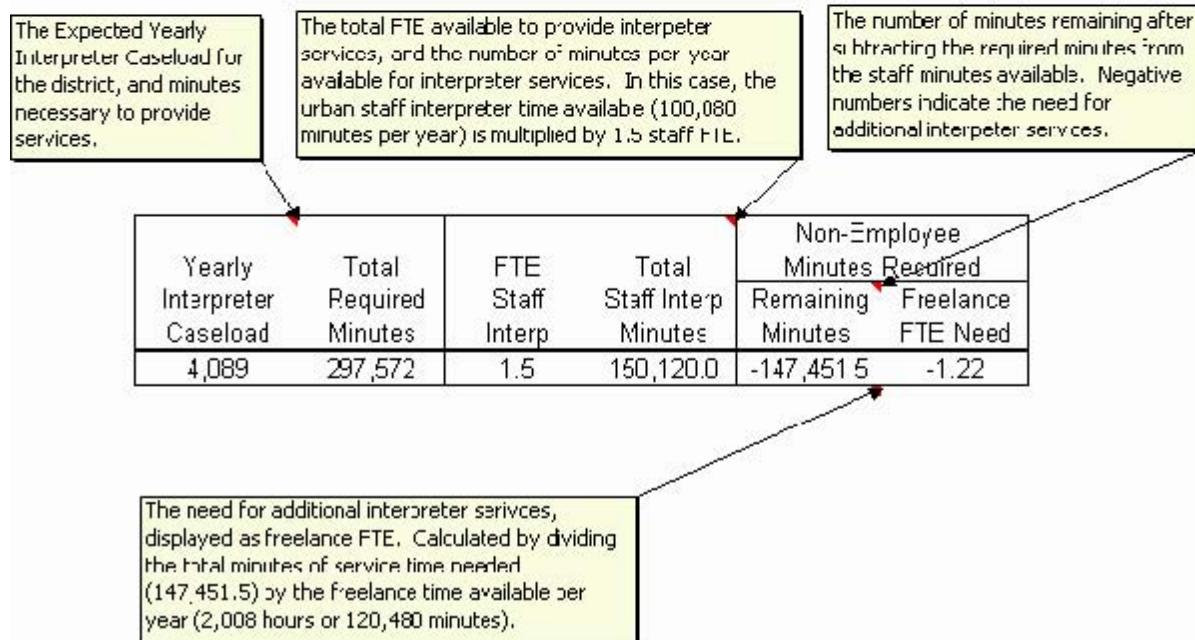 The Expected Yearly
Interpreter Caseload for
the district, and minutes
necessary to provide
services.
The total FTE available to provide interpeter
services, and the number of minutes per year
available for interpreter services. In this case, the
urban staff interpreter time availabe (100,080
minutes per year) is multiplied by 1.5 staff FTE.
The number of minutes remaining after
subtracting the required minutes from
the staff minutes available. Negative
numbers indicate the need for
additional interpeter servces.
Non-Employee
Yearly Total FTE Total Minutes Required
Interpreter Required Staff Staff Interp Remaining Freelance
Caseload Minutes Interp Minutes Minutes FTE Need
4,089 297,572 1.5 150,120.0 -147,451.5 -1.22
The need for additional interpreter serivces,
displayed as freelance FTE. Calculated by dividing
the total minutes of service time needed
(147,451.5) by the freelance time available per
year (2,008 hours or 120,480 minutes).